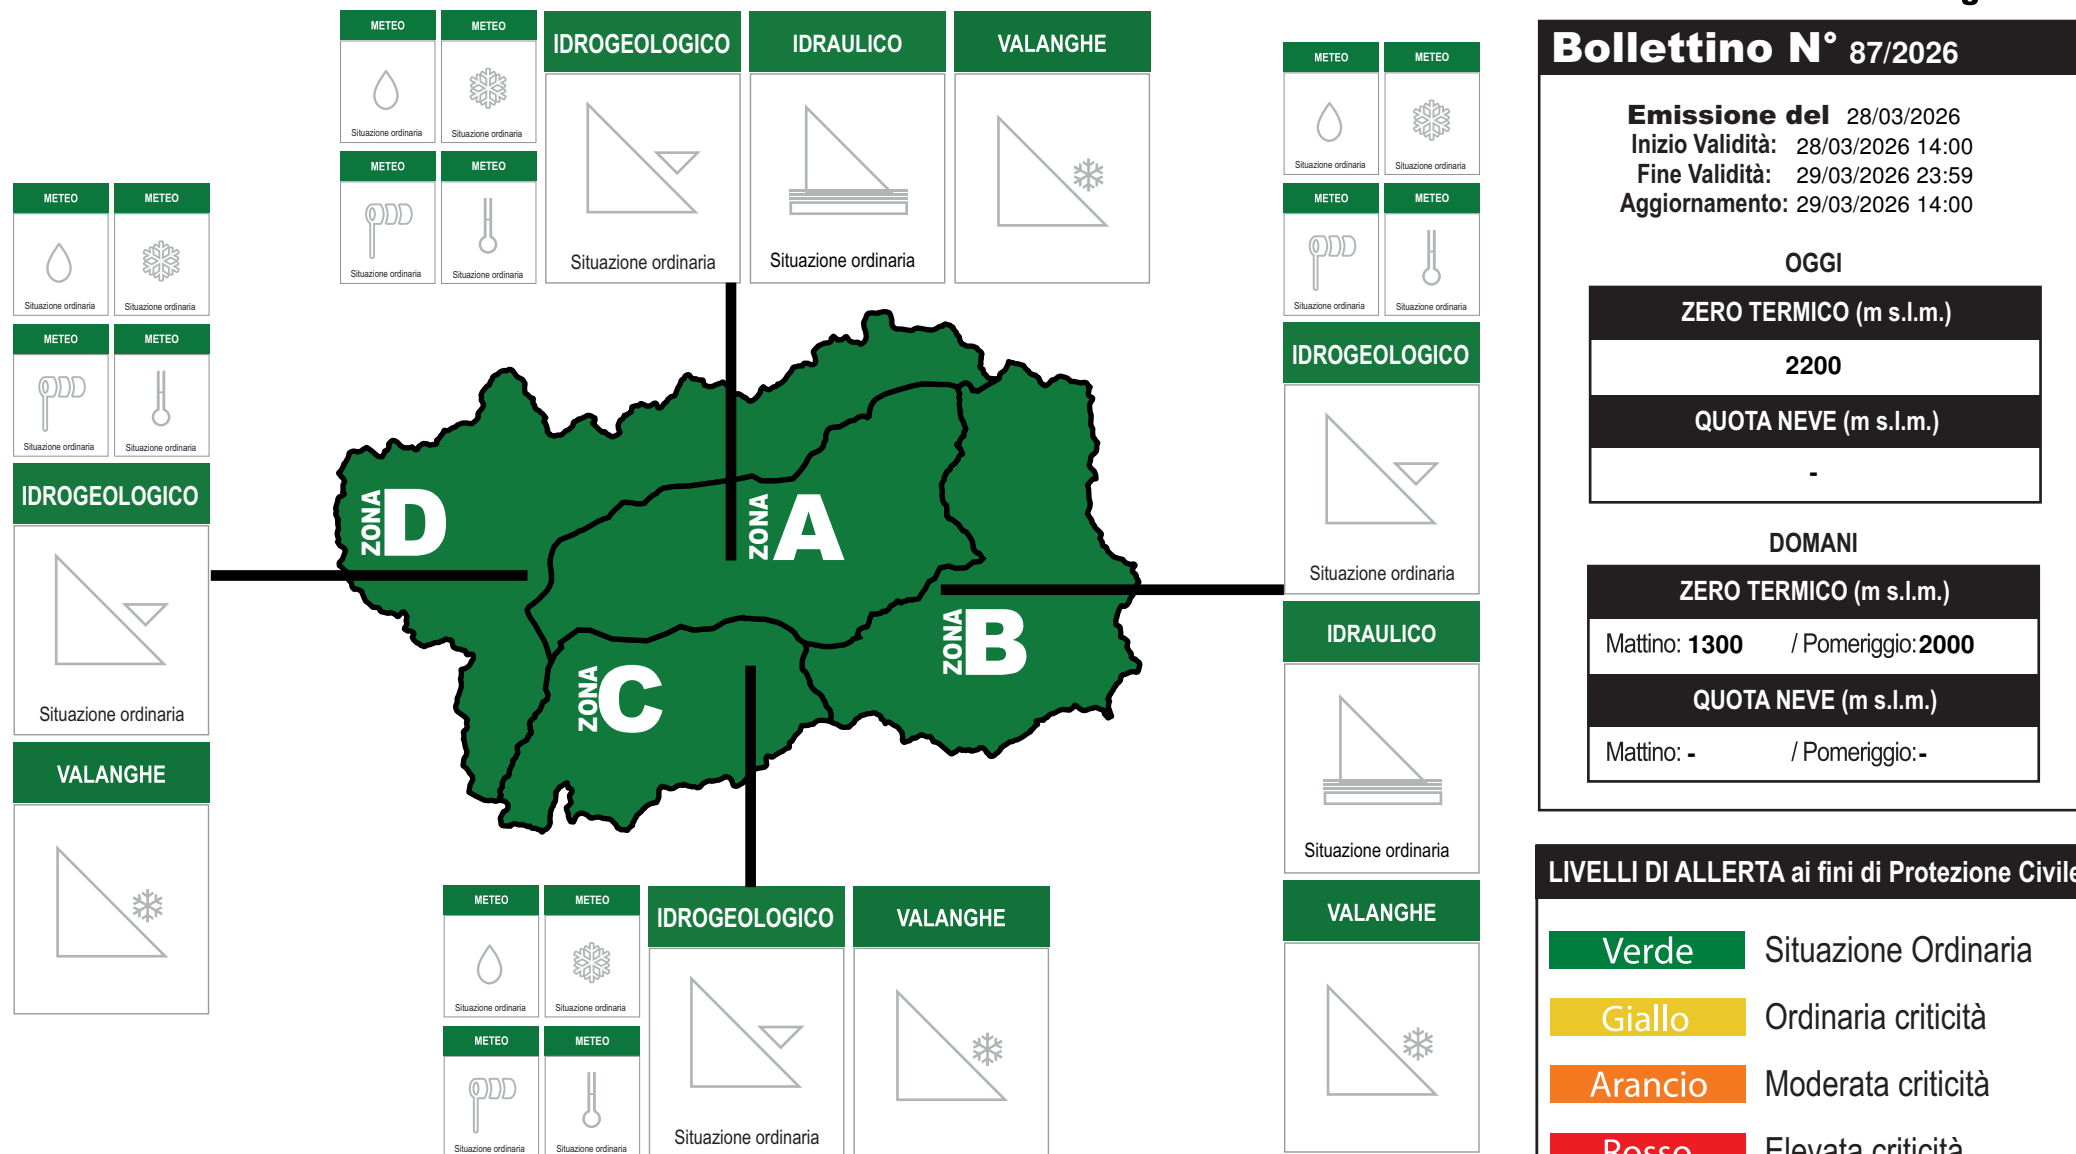 METEO
METEO
Situazione ordinaria
Situazione ordinaria
METEO
METEO
Situazione ordinaria
Situazione ordinaria
IDROGEOLOGICO
Situazione ordinaria
IDRAULICO
Situazione ordinaria
VALANGHE
METEO
METEO
Situazione ordinaria
Situazione ordinaria
METEO
METEO
Situazione ordinaria
Situazione ordinaria
IDROGEOLOGICO
Situazione ordinaria
VALANGHE
ZONA D
ZONA A
ZONA B
ZONA C
METEO
METEO
Situazione ordinaria
Situazione ordinaria
METEO
METEO
Situazione ordinaria
Situazione ordinaria
IDROGEOLOGICO
Situazione ordinaria
IDRAULICO
Situazione ordinaria
VALANGHE
METEO
METEO
Situazione ordinaria
Situazione ordinaria
METEO
METEO
Situazione ordinaria
Situazione ordinaria
IDROGEOLOGICO
Situazione ordinaria
VALANGHE
Bollettino N° 87/2026
Emissione del 28/03/2026
Inizio Validità: 28/03/2026 14:00
Fine Validità: 29/03/2026 23:59
Aggiornamento: 29/03/2026 14:00
OGGI
ZERO TERMICO (m s.l.m.)
2200
QUOTA NEVE (m s.l.m.)
-
DOMANI
ZERO TERMICO (m s.l.m.)
Mattino: 1300 / Pomeriggio: 2000
QUOTA NEVE (m s.l.m.)
Mattino: - / Pomeriggio: -
LIVELLI DI ALLERTA ai fini di Protezione Civile
Verde Situazione Ordinaria
Giallo Ordinaria criticità
Arancio Moderata criticità
Rosso Elevata criticità